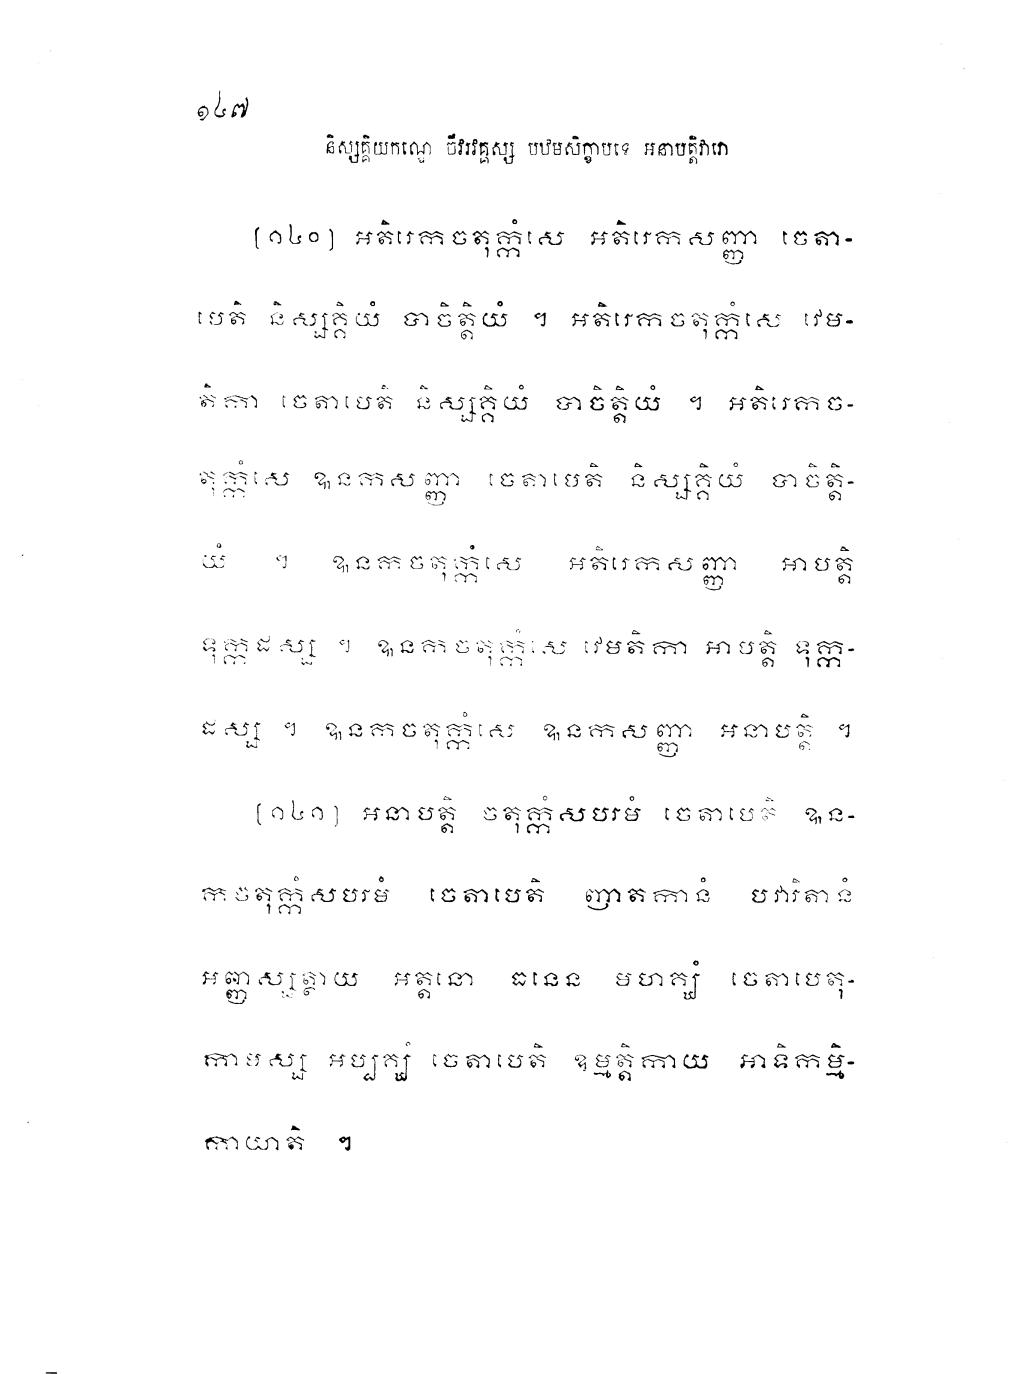 ១៤៧
និស្សគ្គិយកណ្ឌេ ចីវរវគ្គស្ស បឋមសិក្ខាបទេ អនាបត្តិវារោ
(១៤០) អតិរេកចតុក្កំសេ អតិរេកសញ្ញា ចេតា-
បេតិ និស្សគ្គិយំ បាចិត្តិយំ ។ អតិរេកចតុក្កំសេ វេម-
តិកា ចេតាបេតិ និស្សគ្គិយំ បាចិត្តិយំ ។ អតិរេកច-
តុក្កំសេ ឩនកសញ្ញា ចេតាបេតិ និស្សគ្គិយំ បាចិត្តិ-
យំ ។ ឩនកចតុក្កំសេ អតិរេកសញ្ញា អាបត្តិ
ទុក្កដស្ស ។ ឩនកចតុក្កំសេ វេមតិកា អាបត្តិ ទុក្ក-
ដស្ស ។ ឩនកចតុក្កំសេ ឩនកសញ្ញា អនាបត្តិ ។
(១៤១) អនាបត្តិ ចតុក្កំសបរមំ ចេតាបេតិ ឩន-
កចតុក្កំសបរមំ ចេតាបេតិ ញាតកានំ បវារិតានំ
អញ្ញស្សត្ថាយ អត្តនោ ធនេន មហគ្ឃំ ចេតាបេតុ-
កាមស្ស អប្បគ្ឃំ ចេតាបេតិ ឧម្មត្តិកាយ អាទិកម្មិ-
កាយាតិ ។